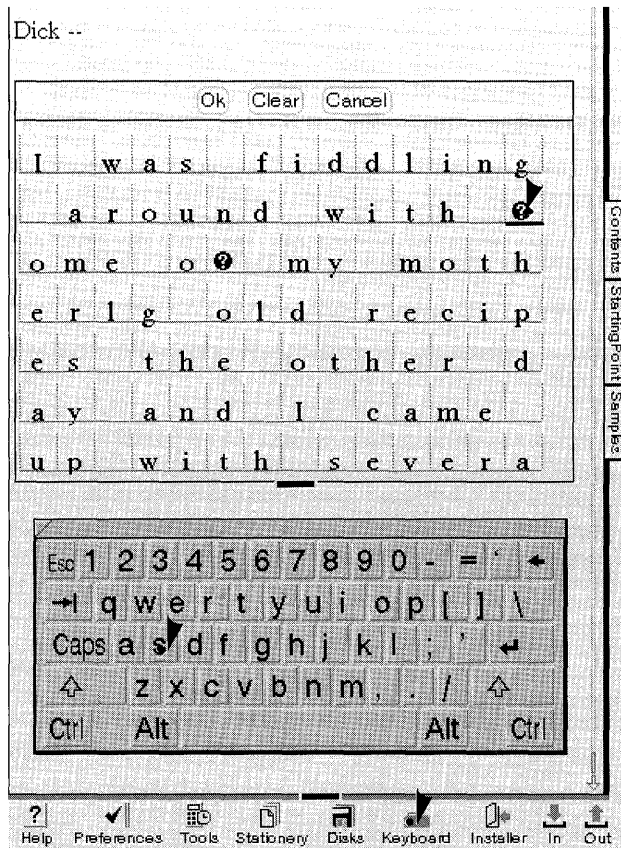 Dick --
Ok Clear Cancel
I was fiddling
around with ?
ome o? my moth
erlg old recip
es the other d
ay and I came
up with severa
Contents
StartingPoint
Samples
Esc 1 2 3 4 5 6 7 8 9 0 - = ‘
q w e r t y u i o p [ ] \
Caps a s d f g h j k l ; '
z x c v b n m , . /
Ctrl Alt Alt Ctrl
? 
Help Preferences Tools Stationery Disks Keyboard Installer In Out